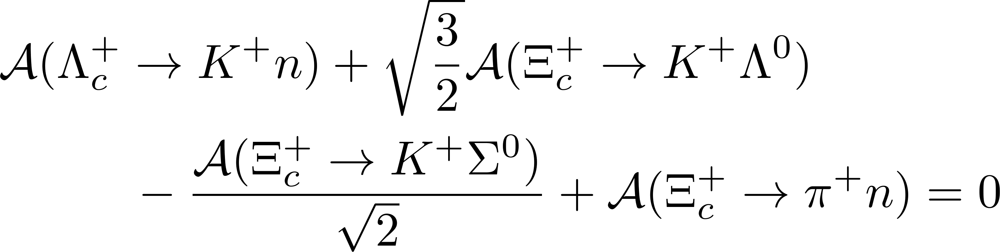 𝒜(Λ_c^+ → K^+ n) + √(3/2) 𝒜(Ξ_c^+ → K^+ Λ^0)
− 𝒜(Ξ_c^+ → K^+ Σ^0)/√2 + 𝒜(Ξ_c^+ → π^+ n) = 0